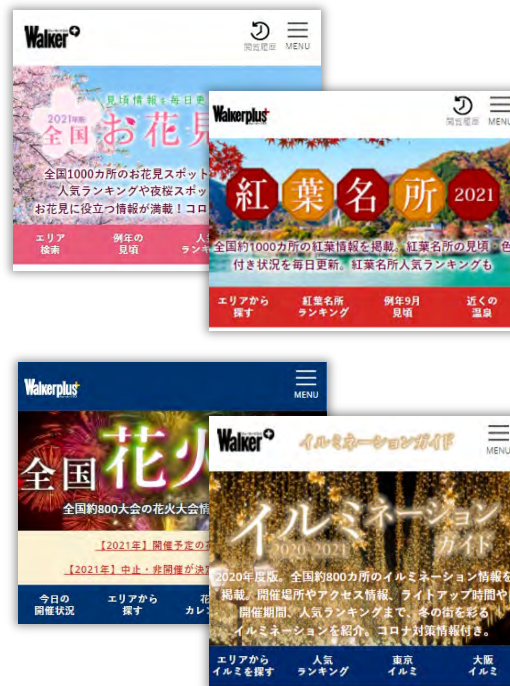 Walker+
閲覧履歴 MENU
見頃情報を毎日更
2021年版
全国お花見
全国1000カ所のお花見スポット
人気ランキングや夜桜スポッ
お花見に役立つ情報が満載！コロ
エリア
検索
例年の
見頃
人
ランキ
Walkerplus+
閲覧履歴 MENU
紅葉名所 2021
全国約1000カ所の紅葉情報を掲載。紅葉名所の見頃・色
付き状況を毎日更新。紅葉名所人気ランキングも
エリアから
探す
紅葉名所
ランキング
例年9月
見頃
近くの
温泉
Walkerplus+
MENU
全国花火
全国約800大会の花火大会情
【2021年】開催予定の花
【2021年】中止・非開催が決
今日の
開催状況
エリアから
探す
花
カレン
Walker+
イルミネーションガイド
MENU
イルミネーション
2020-2021 ガイド
2020年度版。全国約800カ所のイルミネーション情報を
掲載。開催場所やアクセス情報、ライトアップ時間や
開催期間、人気ランキングまで、冬の街を彩る
イルミネーションを紹介。コロナ対策情報付き。
エリアから
イルミを探す
人気
ランキング
東京
イルミ
大阪
イルミ